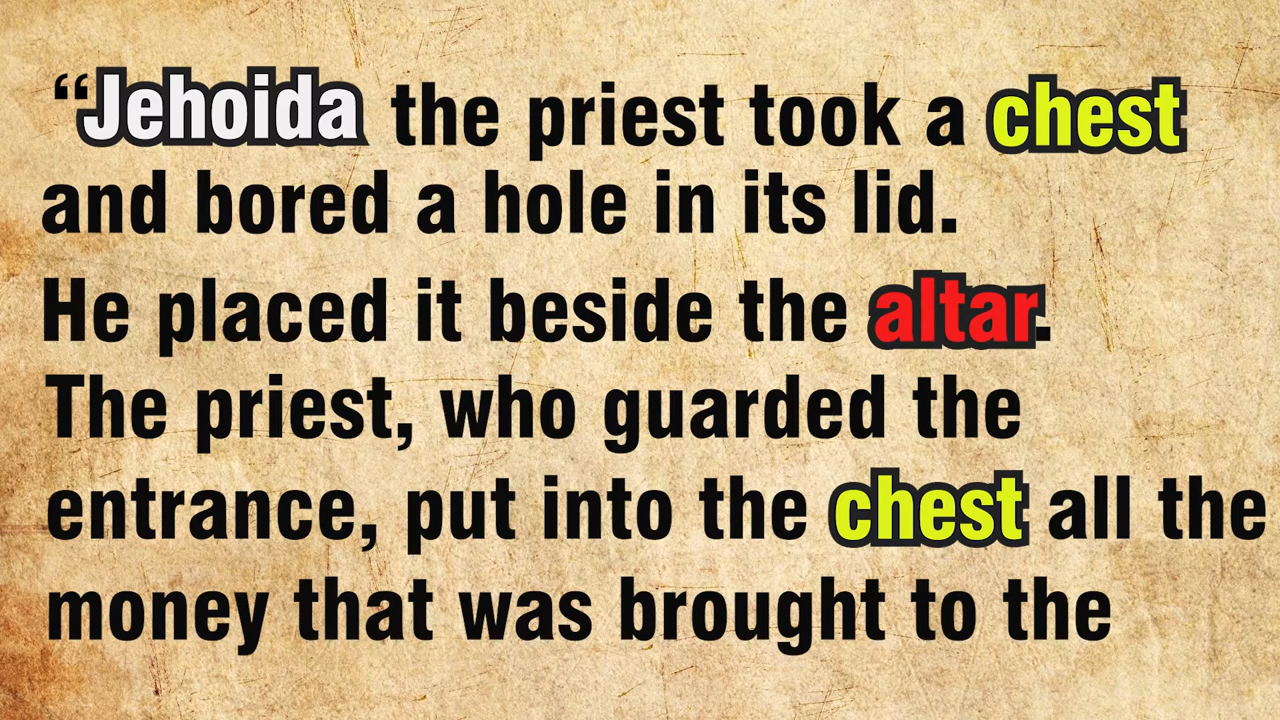 “Jehoida the priest took a chest
and bored a hole in its lid.
He placed it beside the altar.
The priest, who guarded the
entrance, put into the chest all the
money that was brought to the